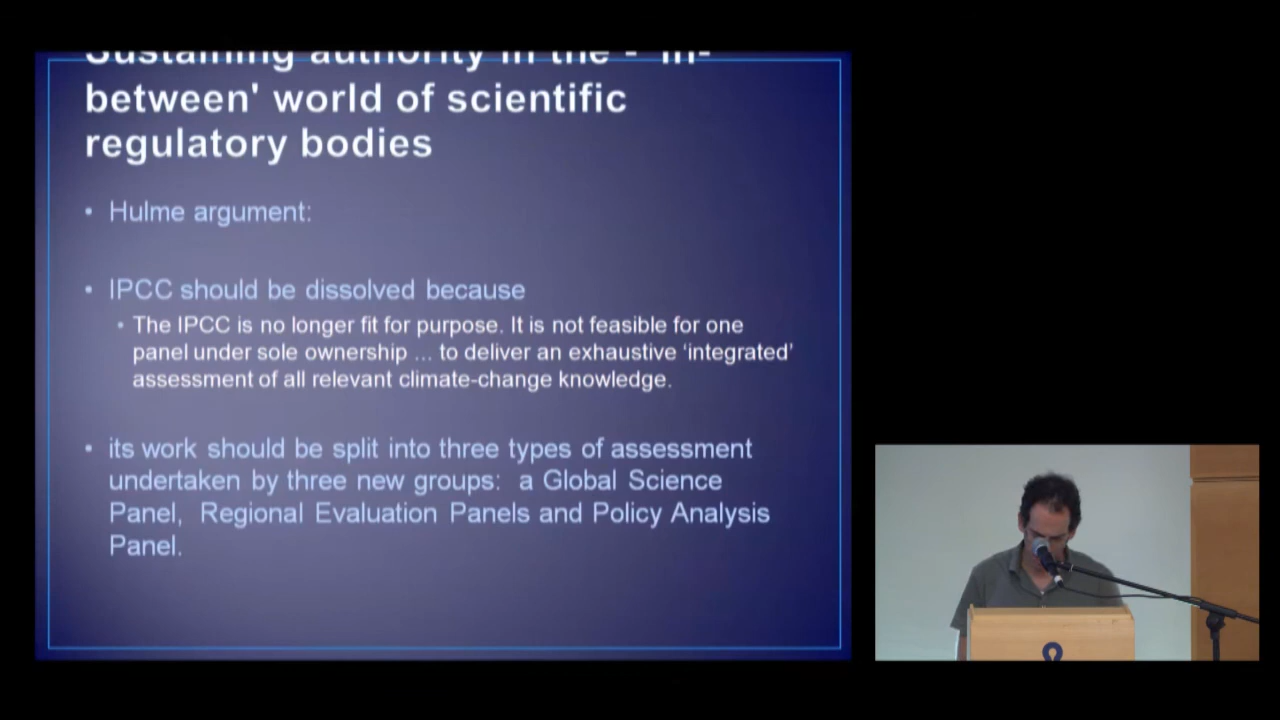 Sustaining authority in the - 'in-
between' world of scientific
regulatory bodies
• Hulme argument:
• IPCC should be dissolved because
• The IPCC is no longer fit for purpose. It is not feasible for one
panel under sole ownership ... to deliver an exhaustive ‘integrated’
assessment of all relevant climate-change knowledge.
• its work should be split into three types of assessment
undertaken by three new groups: a Global Science
Panel, Regional Evaluation Panels and Policy Analysis
Panel.